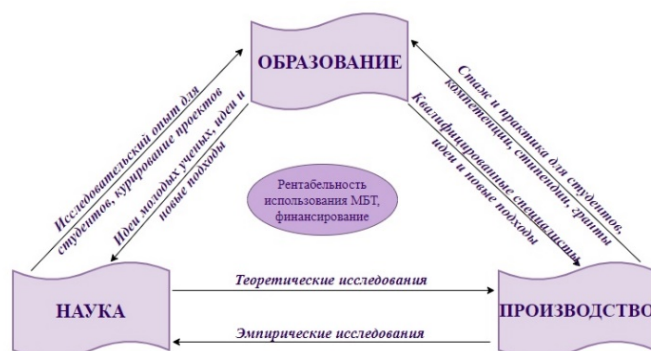 ОБРАЗОВАНИЕ
Исследовательский опыт для
студентов, курирование проектов
Идеи молодых ученых, идеи и
новые подходы
Стаж и практика для студентов,
компетенции, стипендии, гранты
Квалифицированные специалисты,
идеи и новые подходы
Рентабельность
использования МБТ,
финансирование
НАУКА
Теоретические исследования
ПРОИЗВОДСТВО
Эмпирические исследования